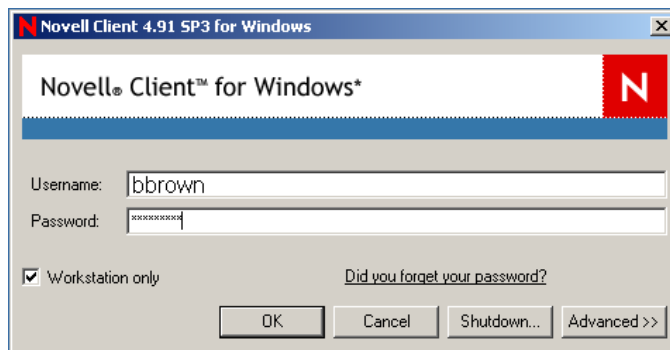 Novell Client 4.91 SP3 for Windows
Novell® Client™ for Windows*
N
Username: bbrown
Password: *********
Workstation only
Did you forget your password?
OK Cancel Shutdown... Advanced >>